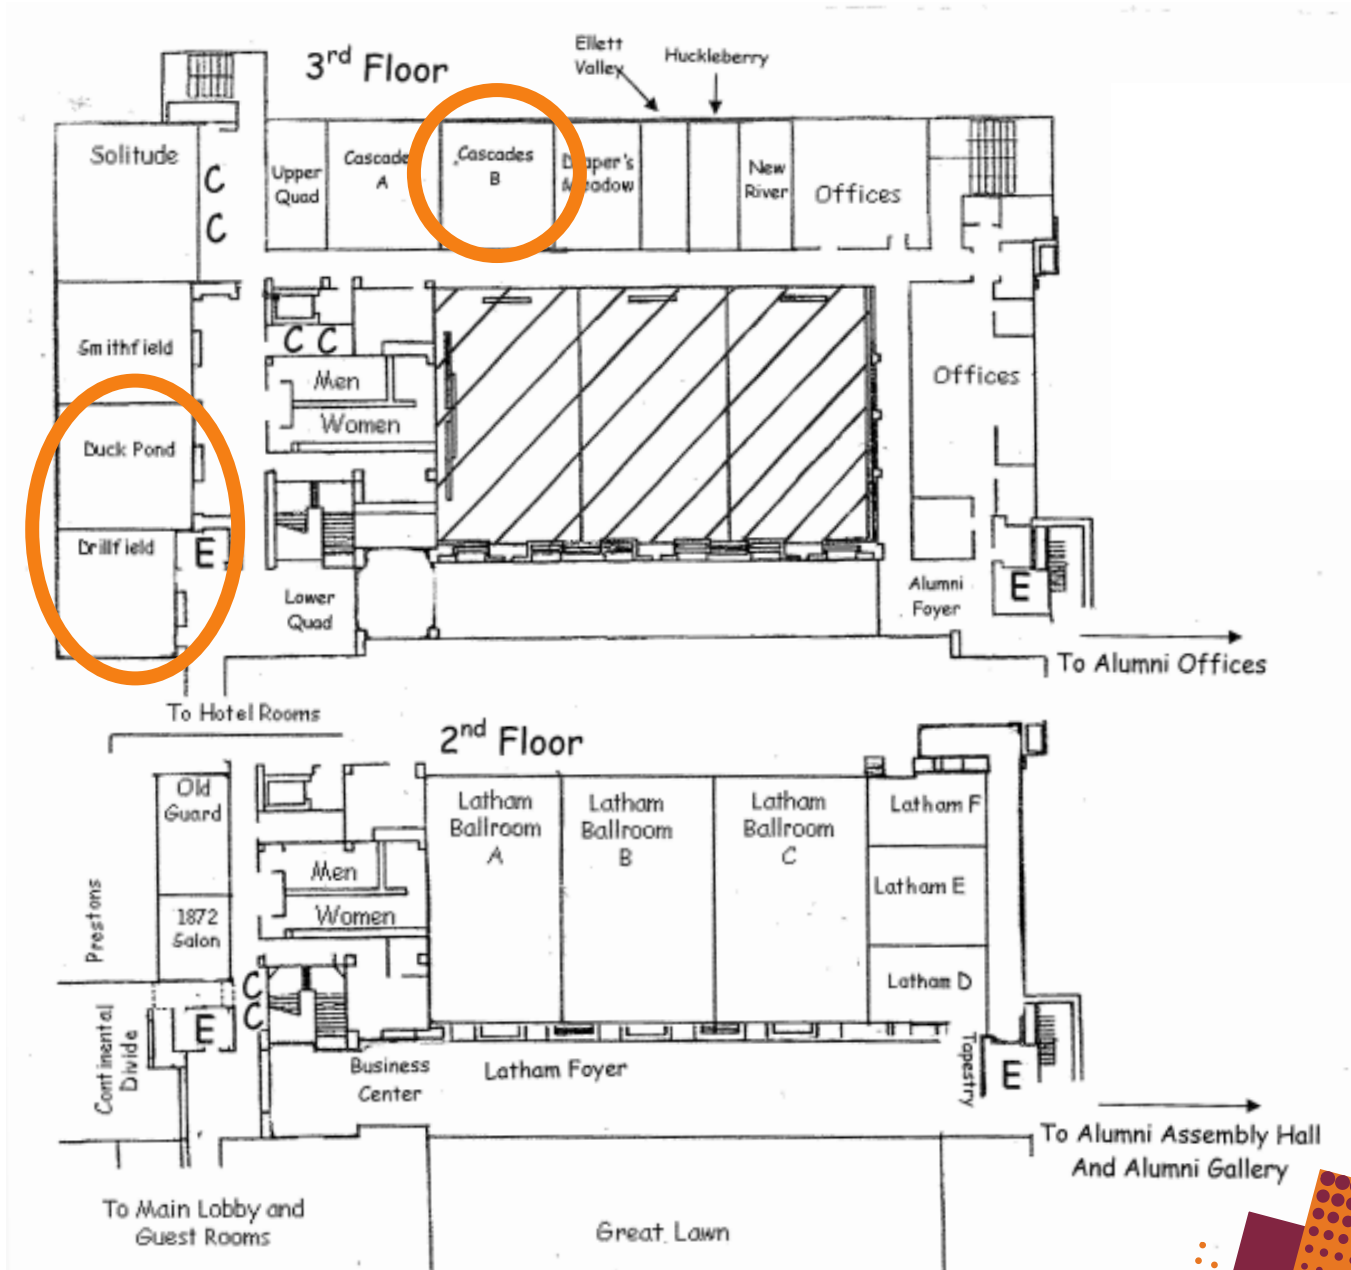 3rd Floor
Ellett
Valley
Huckleberry
Solitude
C
C
Upper
Quad
Cascade
A
Cascades
B
Draper's
Meadow
New
River
Offices
Smithfield
C C
Men
Women
Offices
Duck Pond
Drillfield
E
Lower
Quad
Alumni
Foyer
E
To Alumni Offices
To Hotel Rooms
2nd Floor
Old
Guard
Latham
Ballroom
A
Latham
Ballroom
B
Latham
Ballroom
C
Latham F
Men
Latham E
Prestons
1872
Salon
Women
Latham D
C
C
Continental
Divide
E
Business
Center
Latham Foyer
Tapestry
E
To Alumni Assembly Hall
And Alumni Gallery
To Main Lobby and
Guest Rooms
Great Lawn